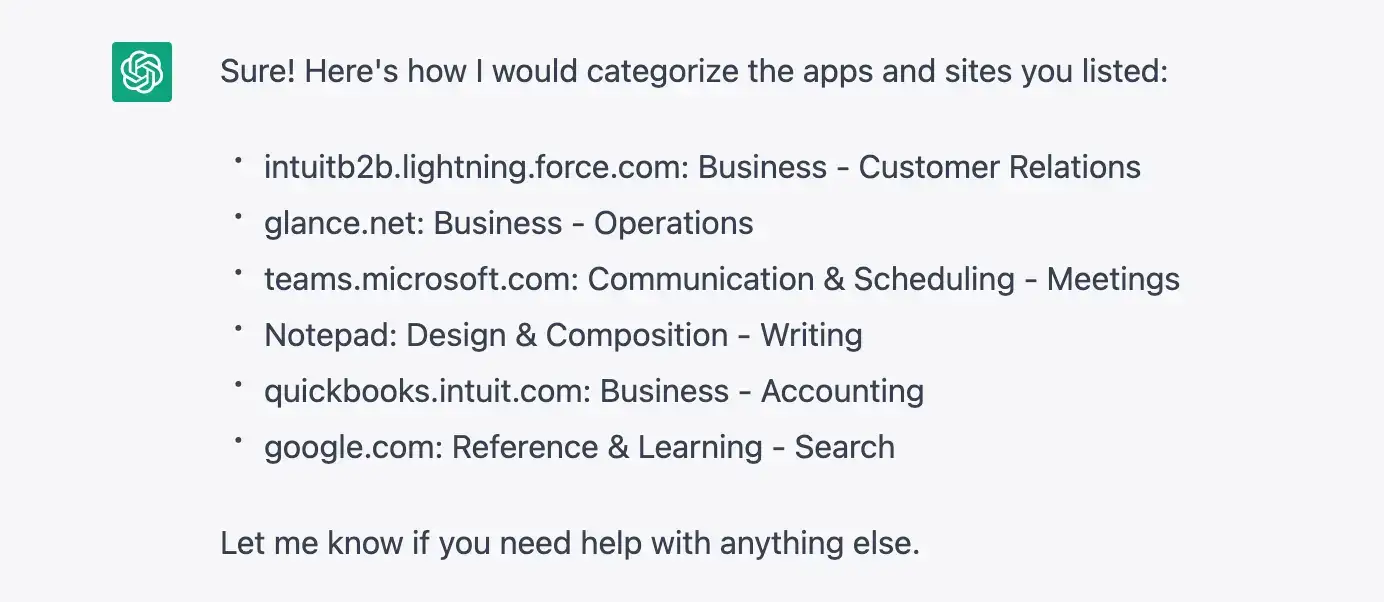 Sure! Here's how I would categorize the apps and sites you listed:
• intuitb2b.lightning.force.com: Business - Customer Relations
• glance.net: Business - Operations
• teams.microsoft.com: Communication & Scheduling - Meetings
• Notepad: Design & Composition - Writing
• quickbooks.intuit.com: Business - Accounting
• google.com: Reference & Learning - Search
Let me know if you need help with anything else.